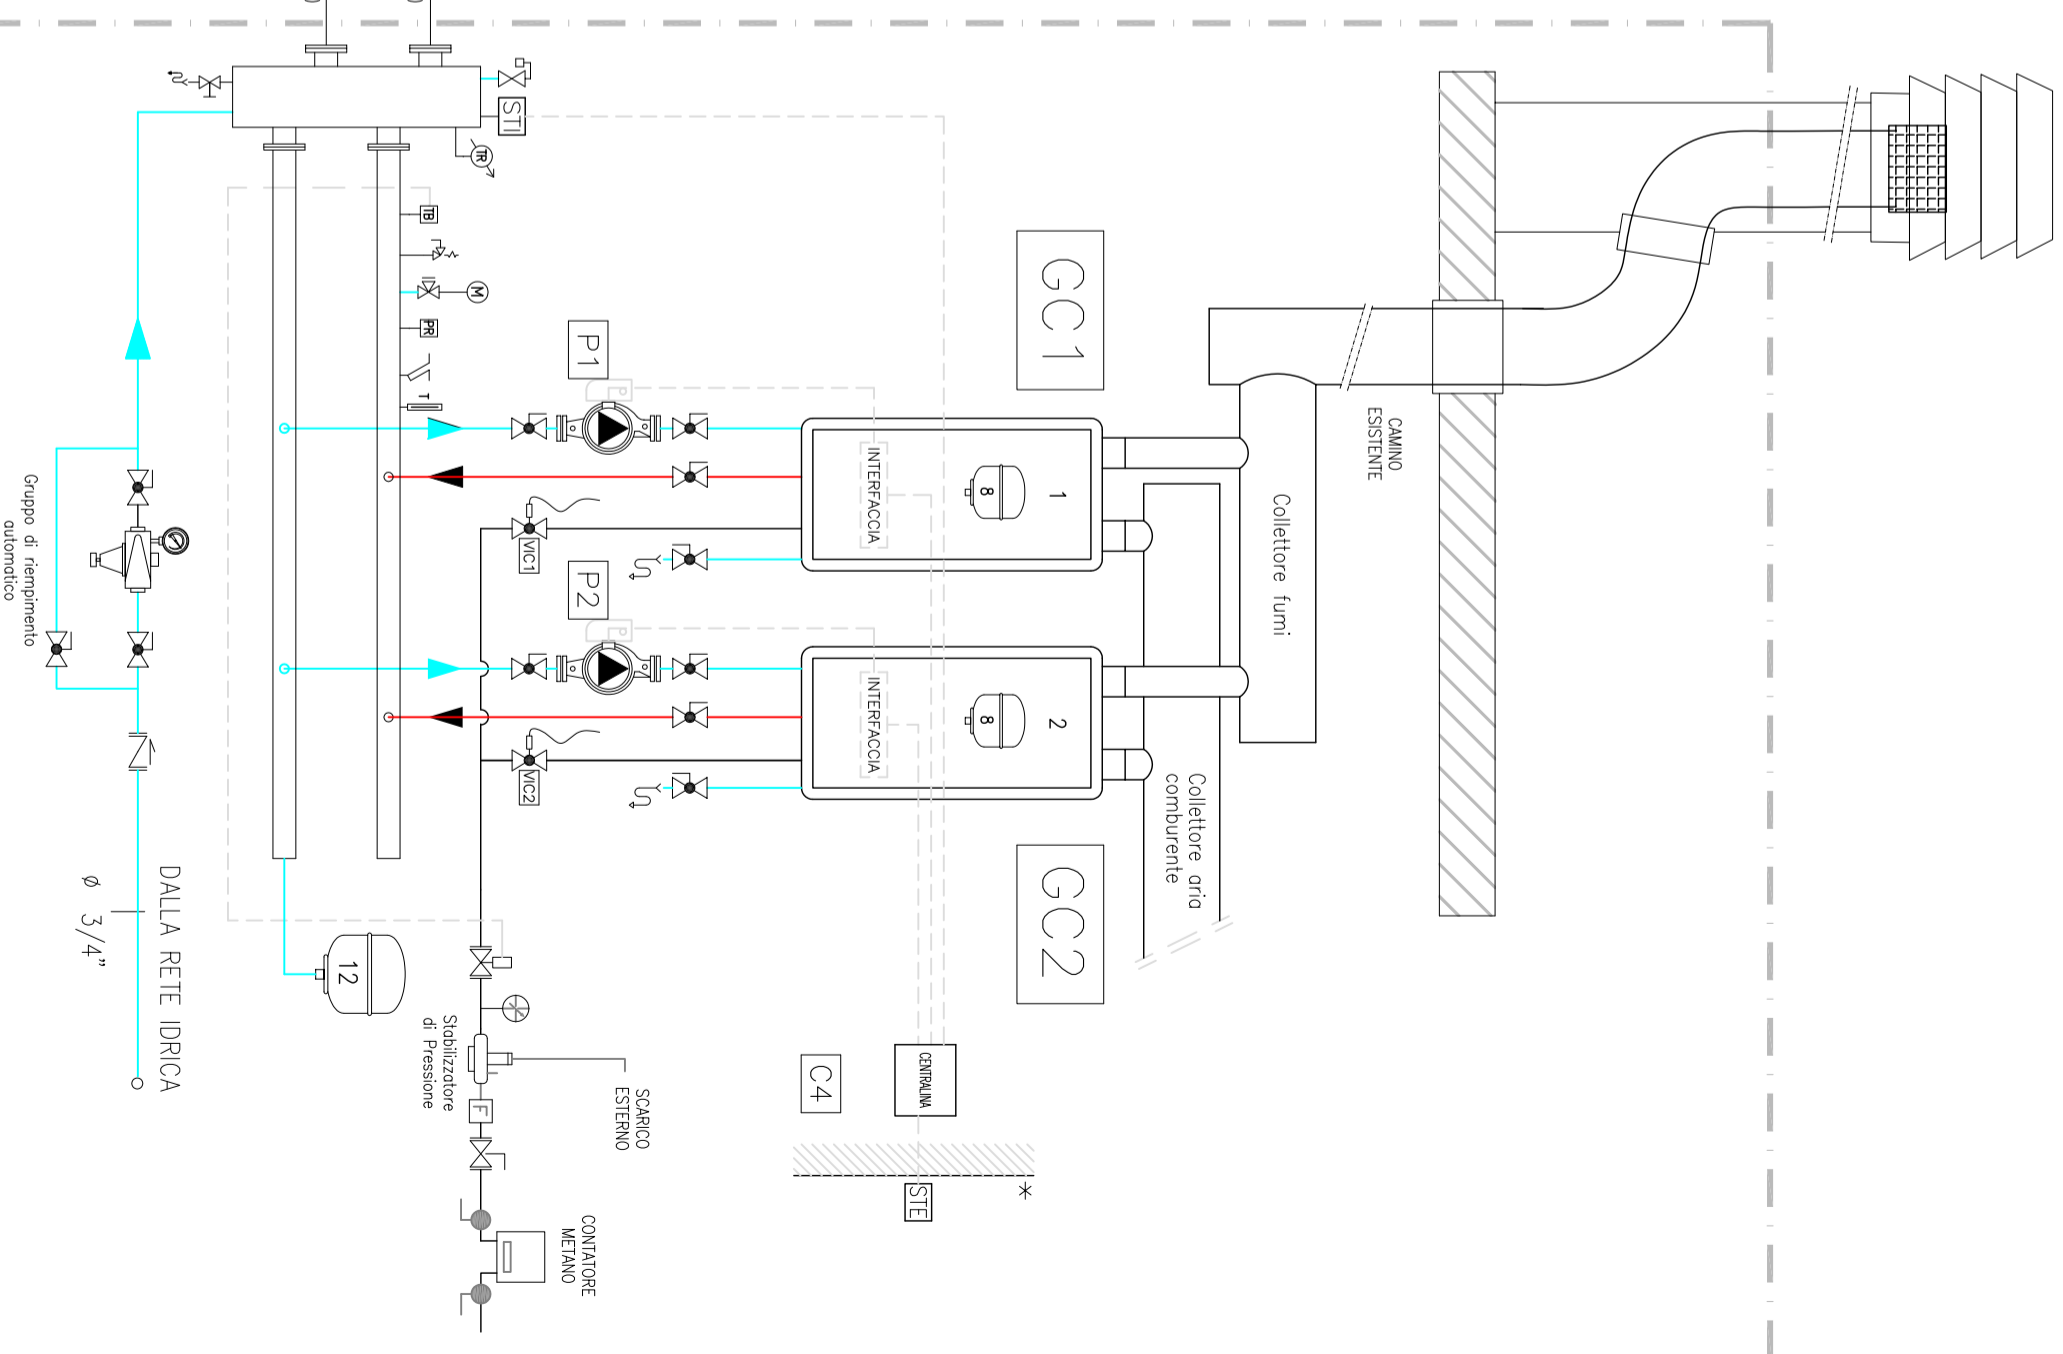 CAMINO
ESISTENTE
Collettore fumi
Collettore aria
comburente
GC1
GC2
1
8
INTERFACCIA
2
8
INTERFACCIA
CENTRALINA
C4
STE
*
P1
P2
VIC1
VIC2
STI
TR
TB
M
PR
T
SCARICO
ESTERNO
CONTATORE
METANO
F
Stabilizzatore
di Pressione
12
DALLA RETE IDRICA
ø 3/4"
Gruppo di riempimento
automatico